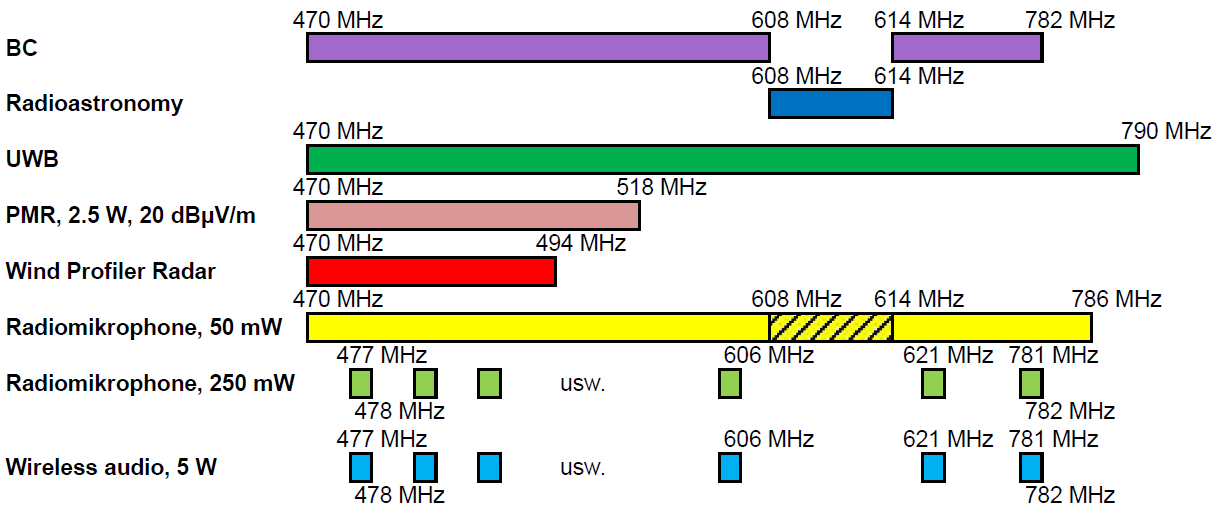 470 MHz 608 MHz 614 MHz 782 MHz
BC
608 MHz 614 MHz
Radioastronomy
470 MHz 790 MHz
UWB
470 MHz 518 MHz
PMR, 2.5 W, 20 dBµV/m
470 MHz 494 MHz
Wind Profiler Radar
470 MHz 608 MHz 614 MHz 786 MHz
Radiomikrophone, 50 mW
477 MHz 606 MHz 621 MHz 781 MHz
Radiomikrophone, 250 mW usw.
478 MHz 782 MHz
477 MHz 606 MHz 621 MHz 781 MHz
Wireless audio, 5 W usw.
478 MHz 782 MHz